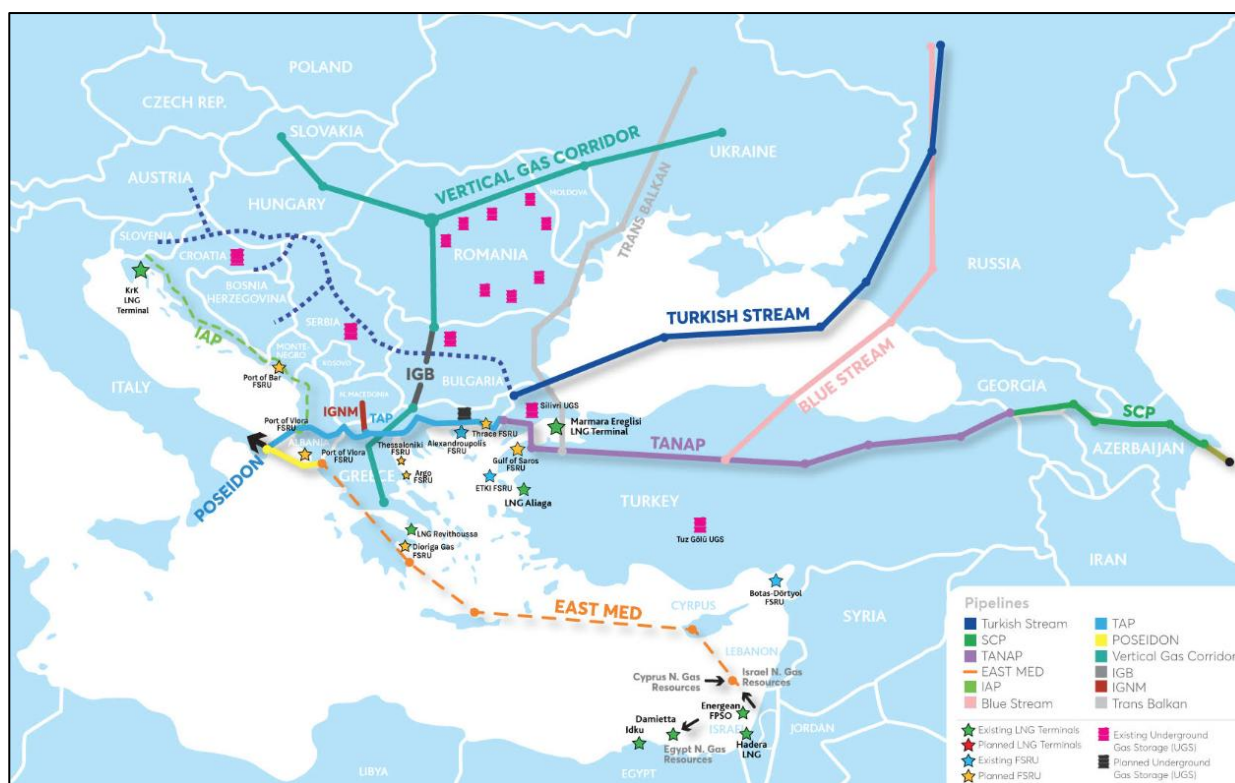 POLAND
CZECH REP.
SLOVAKIA
VERTICAL GAS CORRIDOR
UKRAINE
AUSTRIA
HUNGARY
MOLDOVA
TRANS BALKAN
SLOVENIA
CROATIA
ROMANIA
RUSSIA
KrK
LNG
Terminal
BOSNIA
HERZEGOVINA
SERBIA
TURKISH STREAM
IAP
MONTE-
NEGRO
KOSOVO
BLUE STREAM
ITALY
Port of Bar
FSRU
IGB
BULGARIA
GEORGIA
SCP
IGNM
TAP
Silivri UGS
AZERBAIJAN
Port of Vlora
FSRU
Marmara Ereglisi
LNG Terminal
ALBANIA
Port of Vlora
FSRU
Thessaloniki
FSRU
Alexandroupolis
FSRU
Thrace FSRU
TANAP
GREECE
Gulf of Saros
FSRU
POSEIDON
Argo
FSRU
ETKI FSRU
LNG Aliaga
TURKEY
LNG Revithoussa
Dioriga Gas
FSRU
Tuz Gölü UGS
IRAN
Botas-Dörtyol
FSRU
EAST MED
CYRPUS
SYRIA
LEBANON
Cyprus N. Gas
Resources
Israel N. Gas
Resources
Energean
FPSO
Damietta
Idku
ISRAEL
JORDAN
Egypt N. Gas
Resources
Hadera
LNG
LIBYA
EGYPT
Pipelines
Turkish Stream
SCP
TANAP
EAST MED
IAP
Blue Stream
TAP
POSEIDON
Vertical Gas Corridor
IGB
IGNM
Trans Balkan
Existing LNG Terminals
Planned LNG Terminals
Existing FSRU
Planned FSRU
Existing Underground
Gas Storage (UGS)
Planned Underground
Gas Storage (UGS)